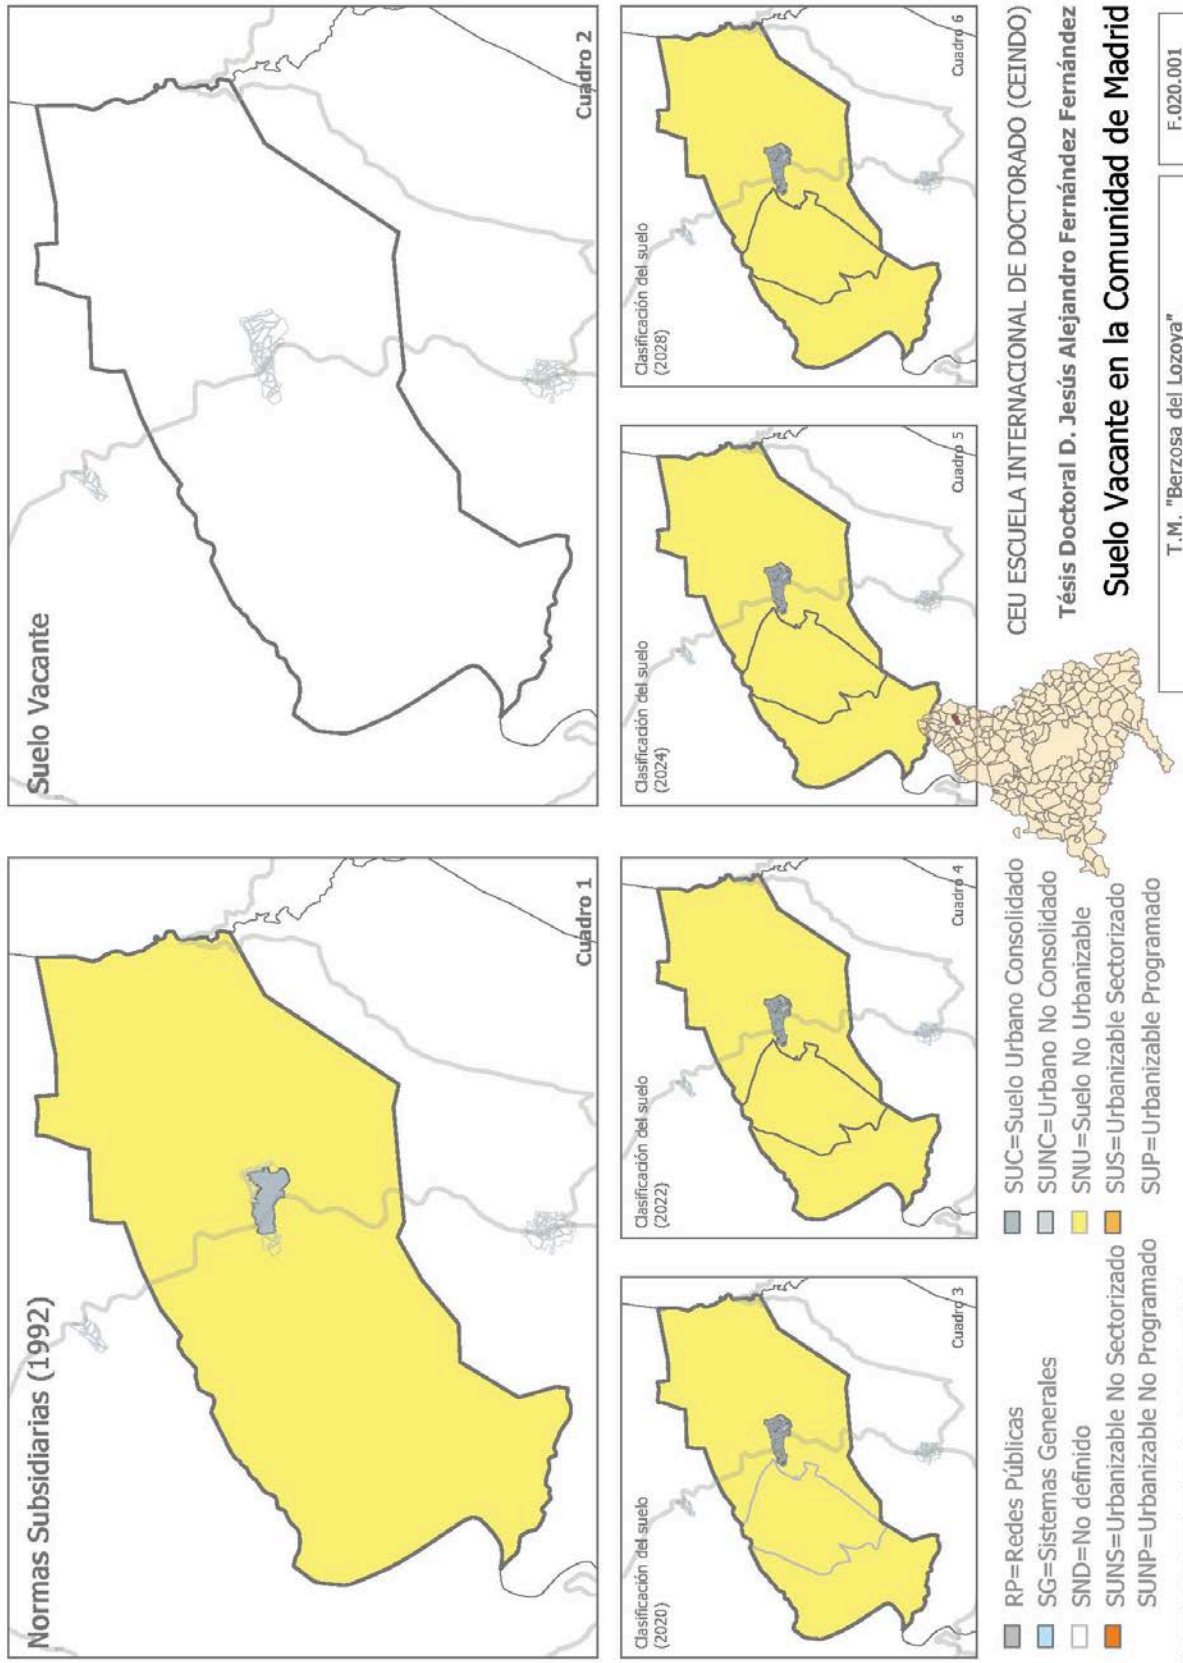 Normas Subsidiarias (1992)
Cuadro 1
Suelo Vacante
Cuadro 2
Clasificación del suelo
(2020)
Cuadro 3
Clasificación del suelo
(2022)
Cuadro 4
Clasificación del suelo
(2024)
Cuadro 5
Clasificación del suelo
(2028)
Cuadro 6
RP=Redes Públicas
SG=Sistemas Generales
SND=No definido
SUNS=Urbanizable No Sectorizado
SUNP=Urbanizable No Programado
SUC=Suelo Urbano Consolidado
SUNC=Urbano No Consolidado
SNU=Suelo No Urbanizable
SUS=Urbanizable Sectorizado
SUP=Urbanizable Programado
CEU ESCUELA INTERNACIONAL DE DOCTORADO (CEINDO)
Tésis Doctoral D. Jesús Alejandro Fernández Fernández
Suelo Vacante en la Comunidad de Madrid
T.M. "Berzosa del Lozoya"
F.020.001